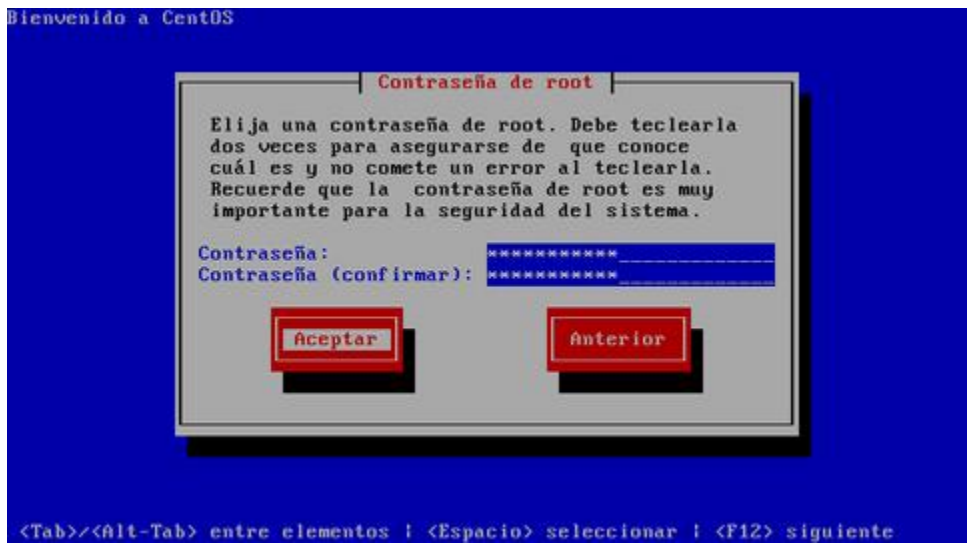 Bienvenido a CentOS
Contraseña de root
Elija una contraseña de root. Debe teclearla
dos veces para asegurarse de  que conoce
cuál es y no comete un error al teclearla.
Recuerde que la  contraseña de root es muy
importante para la seguridad del sistema.
Contraseña: ***********______________
Contraseña (confirmar): ***********______________
Aceptar Anterior
<Tab>/<Alt-Tab> entre elementos | <Espacio> seleccionar | <F12> siguiente